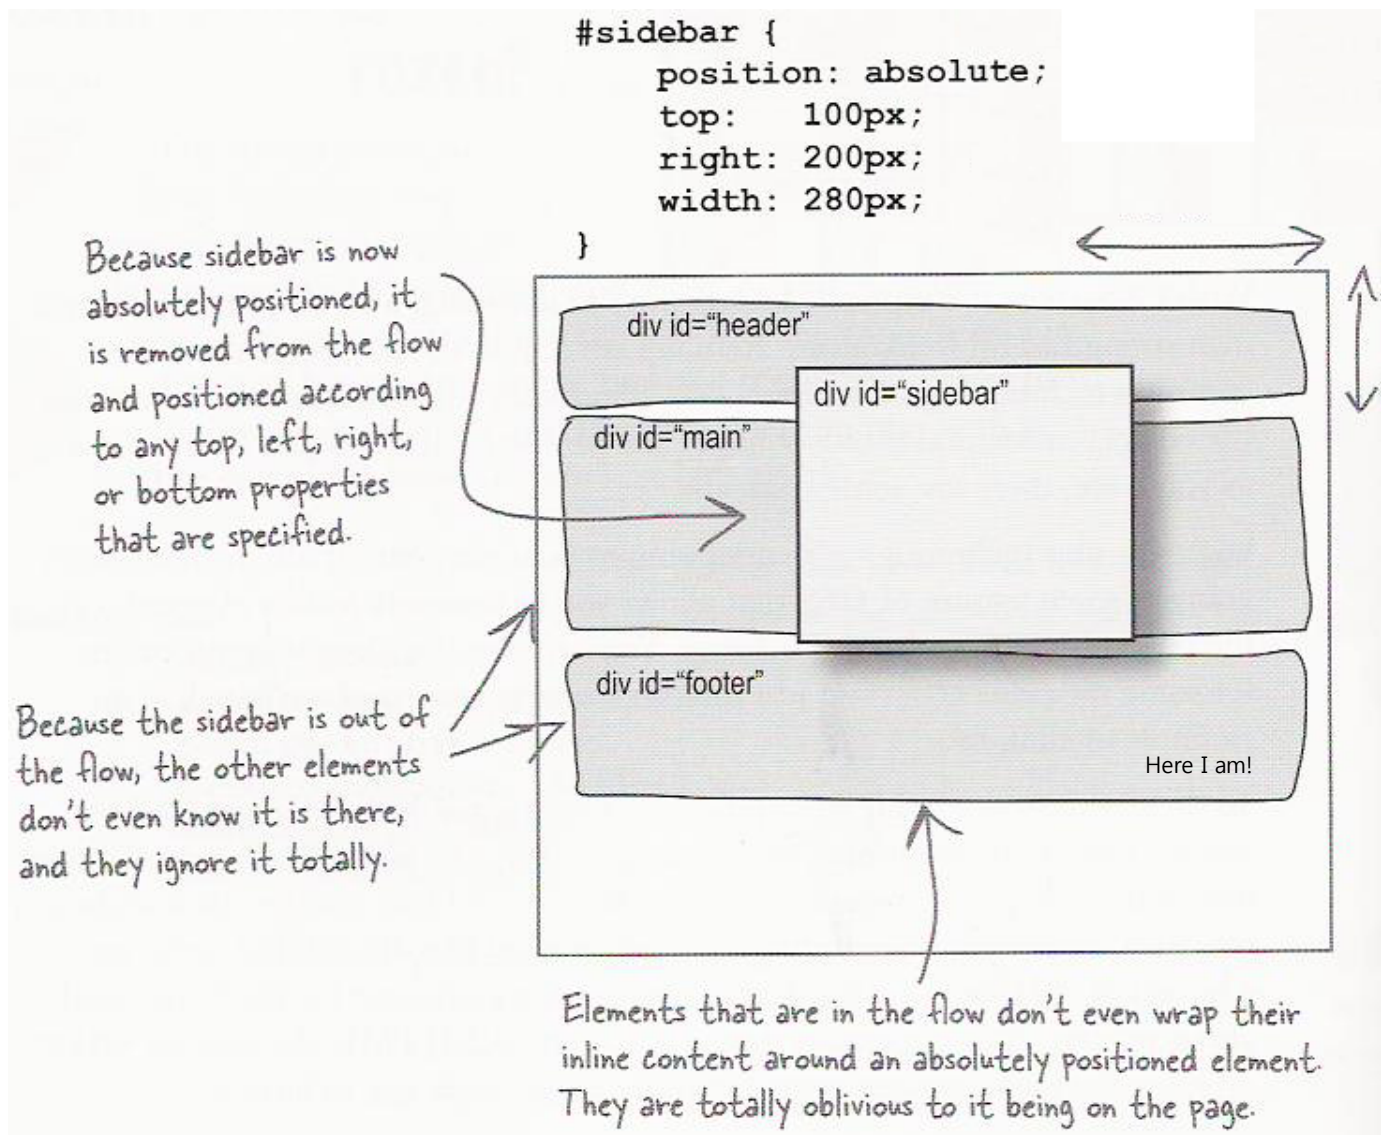 #sidebar {
position: absolute;
top: 100px;
right: 200px;
width: 280px;
}
Because sidebar is now
absolutely positioned, it
is removed from the flow
and positioned according
to any top, left, right,
or bottom properties
that are specified.
div id=“header”
div id=“sidebar”
div id=“main”
div id=“footer”
Here I am!
Because the sidebar is out of
the flow, the other elements
don't even know it is there,
and they ignore it totally.
Elements that are in the flow don't even wrap their
inline content around an absolutely positioned element.
They are totally oblivious to it being on the page.